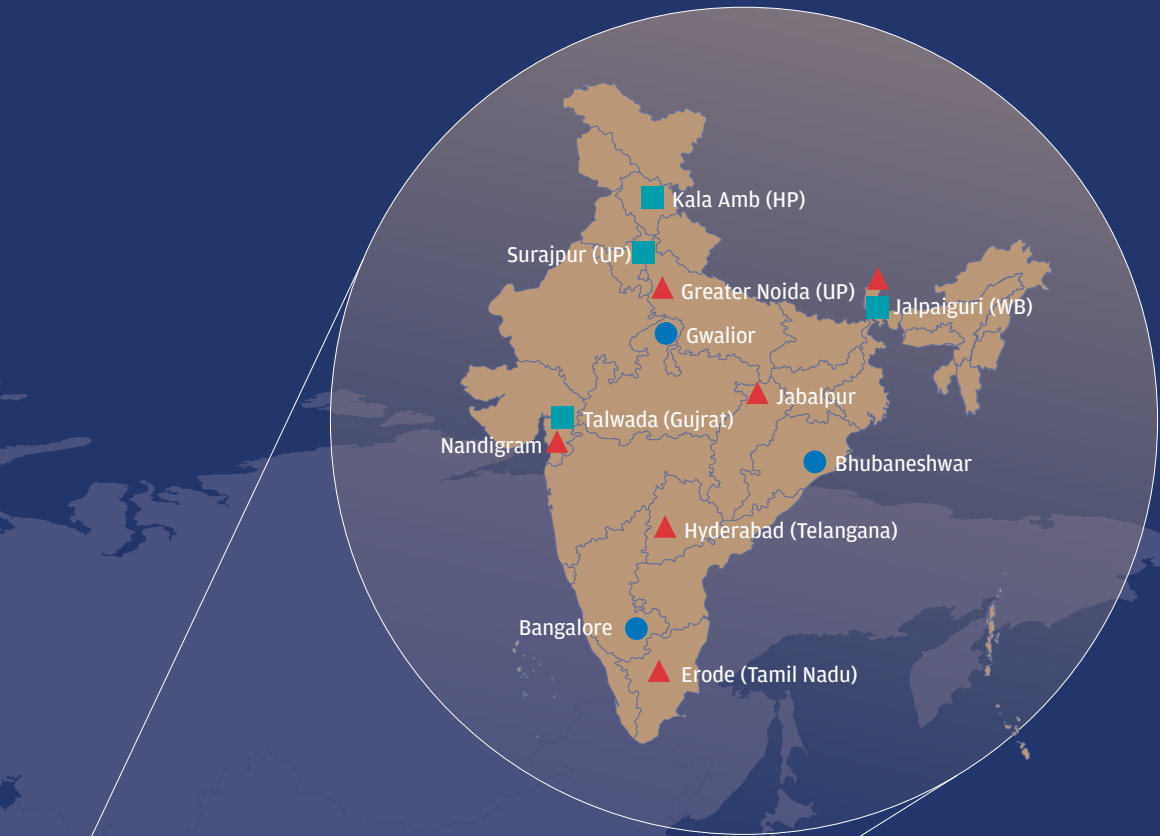 Kala Amb (HP)
Surajpur (UP)
Greater Noida (UP)
Jalpaiguri (WB)
Gwalior
Jabalpur
Talwada (Gujrat)
Nandigram
Bhubaneshwar
Hyderabad (Telangana)
Bangalore
Erode (Tamil Nadu)